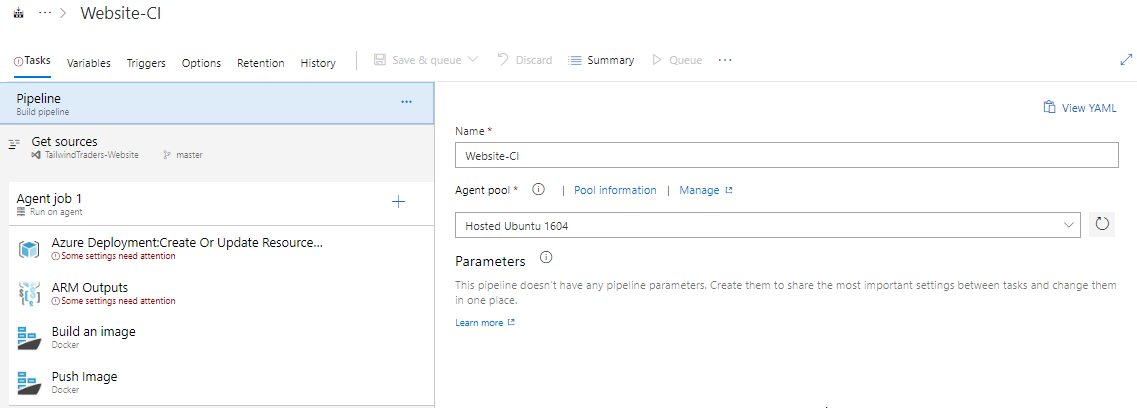 ··· > Website-CI
Tasks Variables Triggers Options Retention History Save & queue Discard Summary Queue ···
Pipeline ···
Build pipeline
Get sources
TailwindTraders-Website master
Agent job 1 +
Run on agent
Azure Deployment:Create Or Update Resource...
Some settings need attention
ARM Outputs
Some settings need attention
Build an image
Docker
Push Image
Docker
View YAML
Name *
Website-CI
Agent pool * | Pool information | Manage
Hosted Ubuntu 1604
Parameters
This pipeline doesn't have any pipeline parameters. Create them to share the most important settings between tasks and change them
in one place.
Learn more